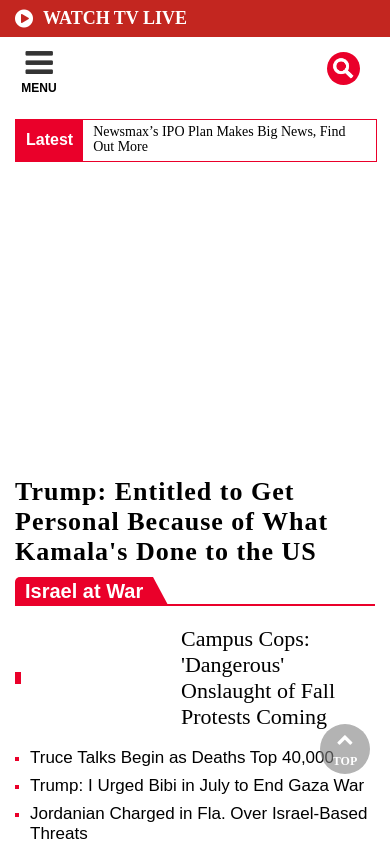 WATCH TV LIVE
MENU
Latest
Newsmax’s IPO Plan Makes Big News, Find
Out More
Trump: Entitled to Get
Personal Because of What
Kamala's Done to the US
Israel at War
Campus Cops:
'Dangerous'
Onslaught of Fall
Protests Coming
Truce Talks Begin as Deaths Top 40,000
TOP
Trump: I Urged Bibi in July to End Gaza War
Jordanian Charged in Fla. Over Israel-Based
Threats